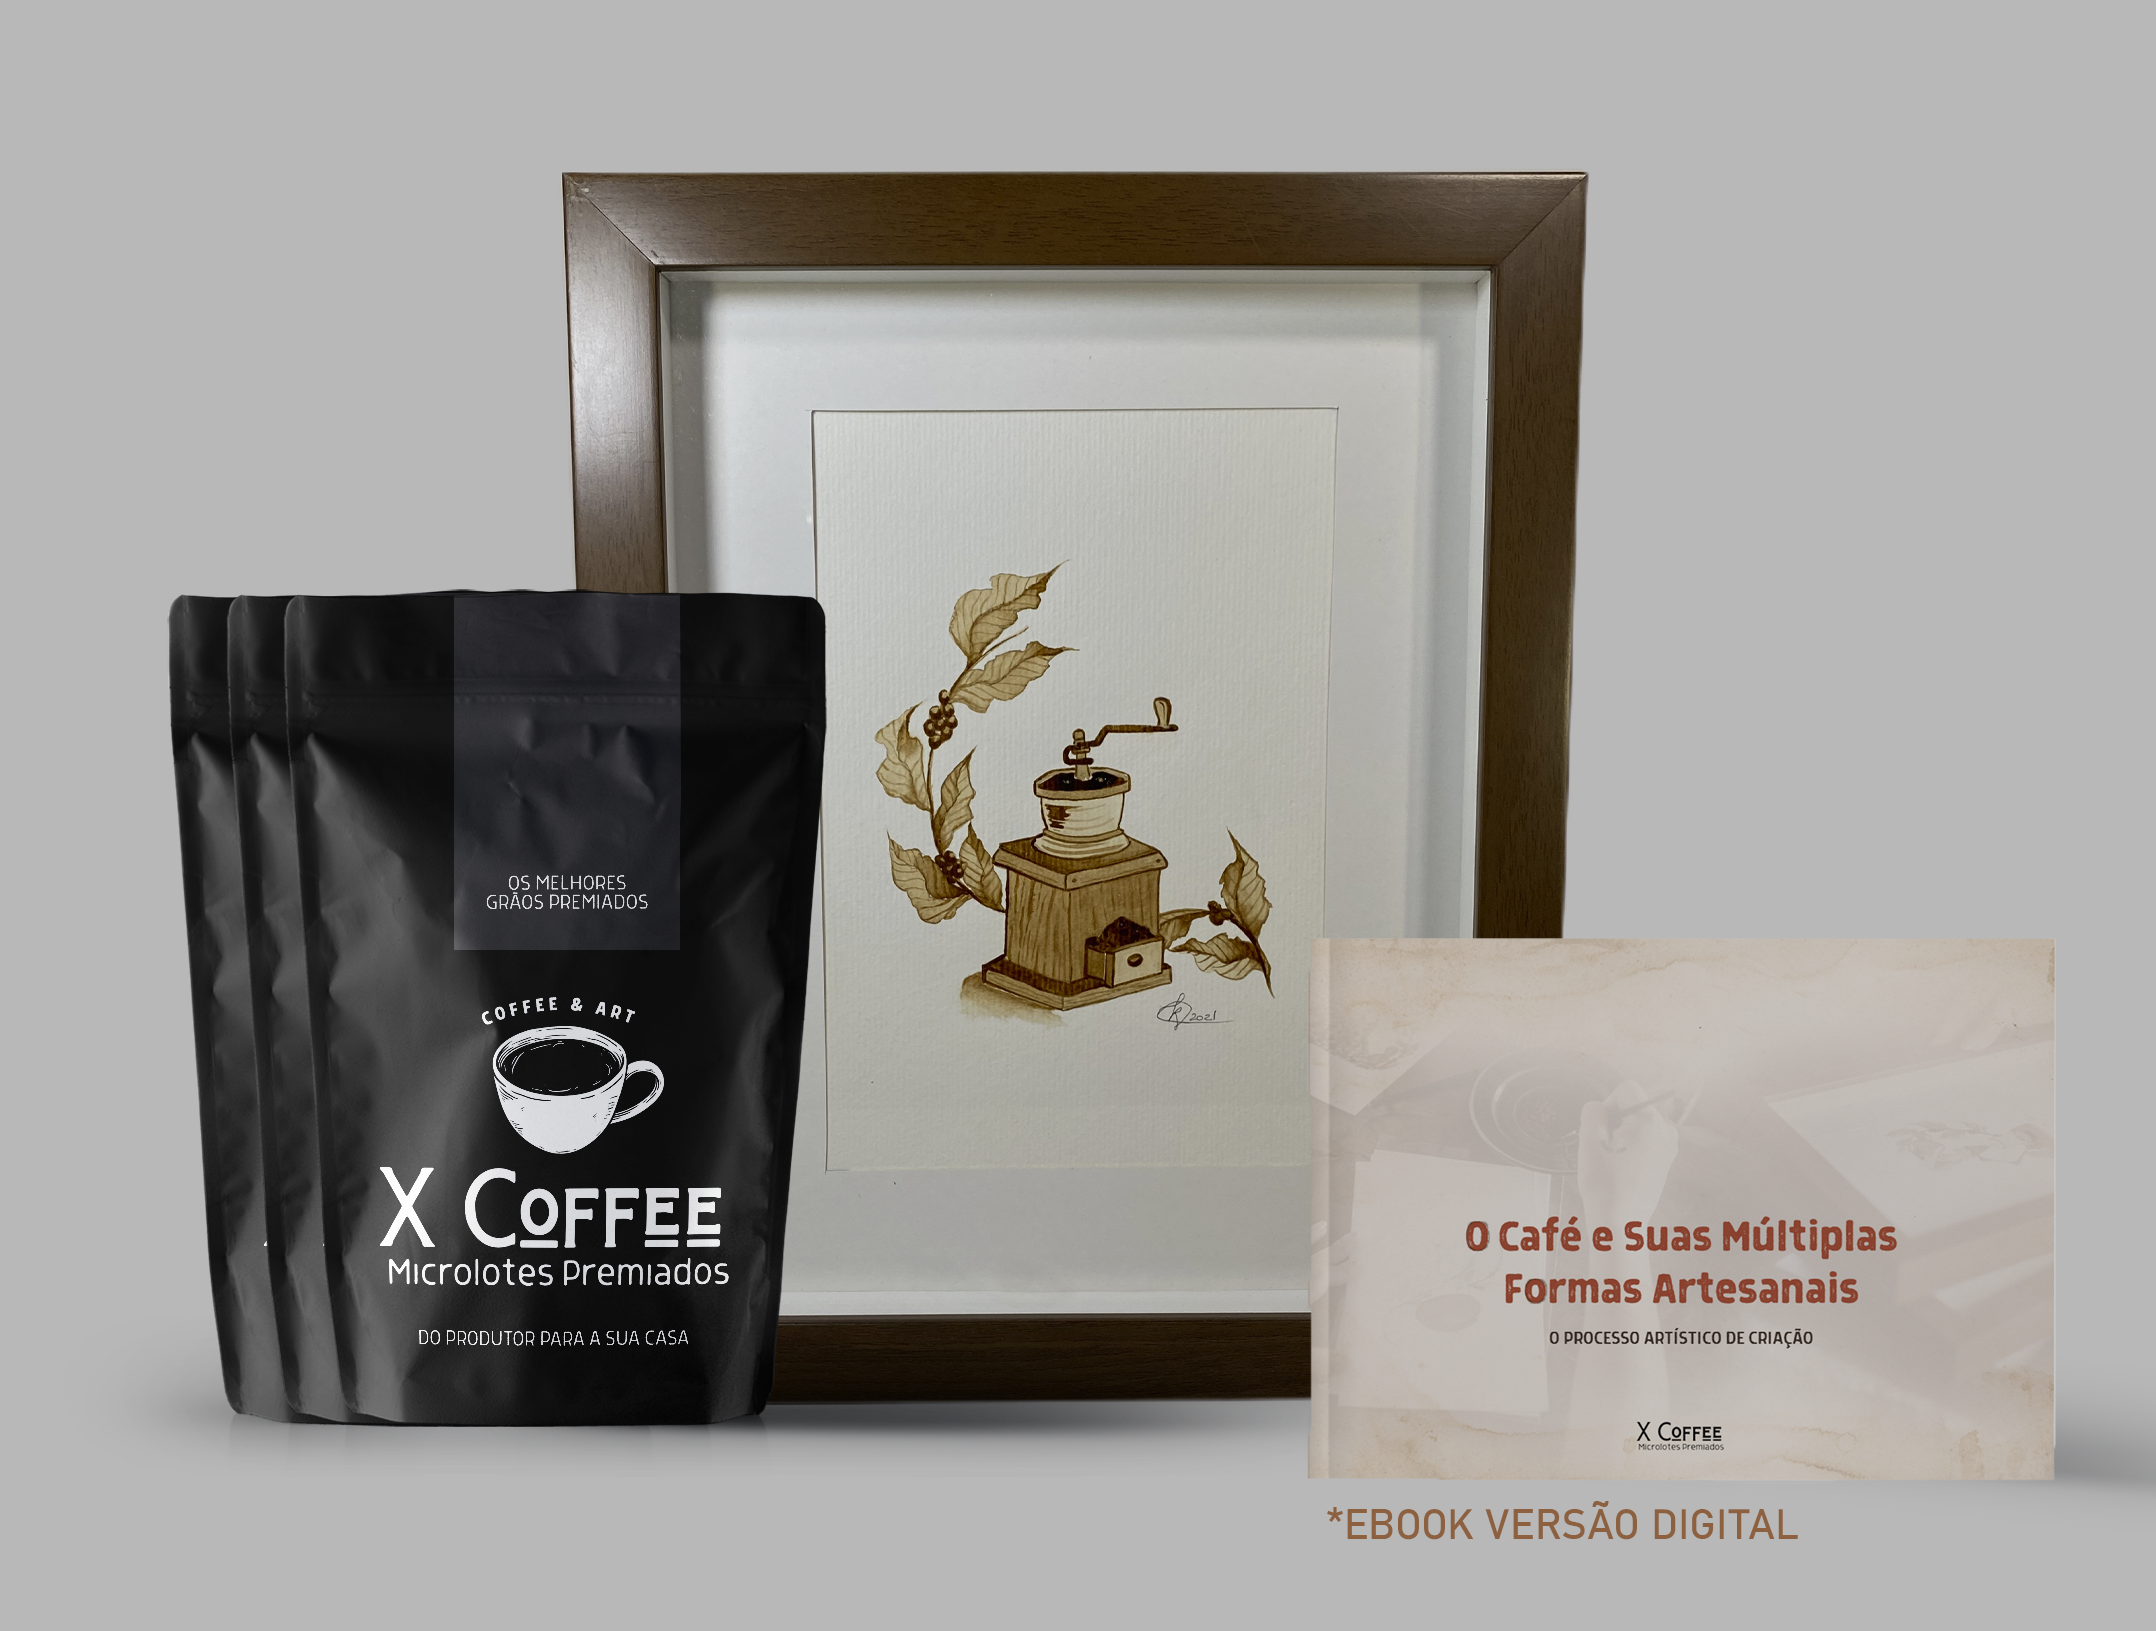 OS MELHORES
GRÃOS PREMIADOS
COFFEE & ART
X COFFEE
Microlotes Premiados
DO PRODUTOR PARA A SUA CASA
2021
O Café e Suas Múltiplas
Formas Artesanais
O PROCESSO ARTÍSTICO DE CRIAÇÃO
X COFFEE
Microlotes Premiados
*EBOOK VERSÃO DIGITAL